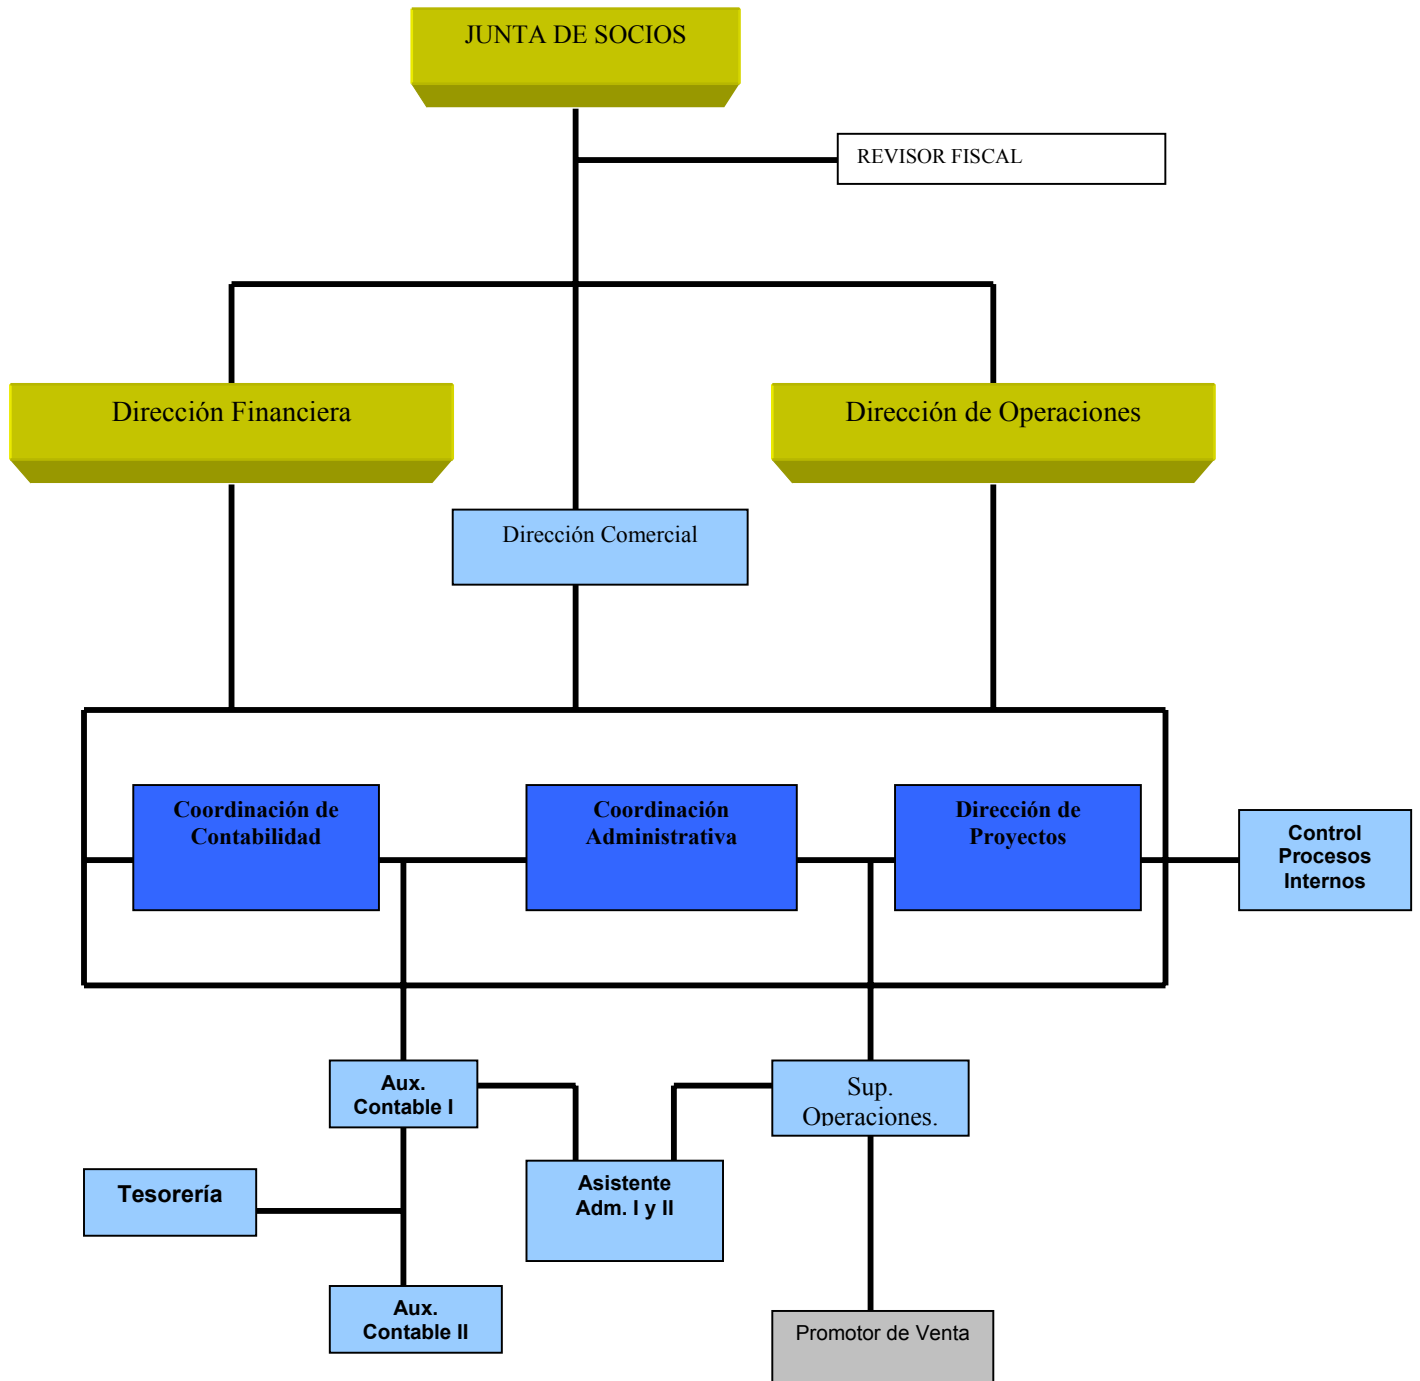 JUNTA DE SOCIOS
REVISOR FISCAL
Dirección Financiera
Dirección de Operaciones
Dirección Comercial
Coordinación de
Contabilidad
Coordinación
Administrativa
Dirección de
Proyectos
Control
Procesos
Internos
Aux.
Contable I
Sup.
Operaciones.
Tesorería
Asistente
Adm. I y II
Aux.
Contable II
Promotor de Venta